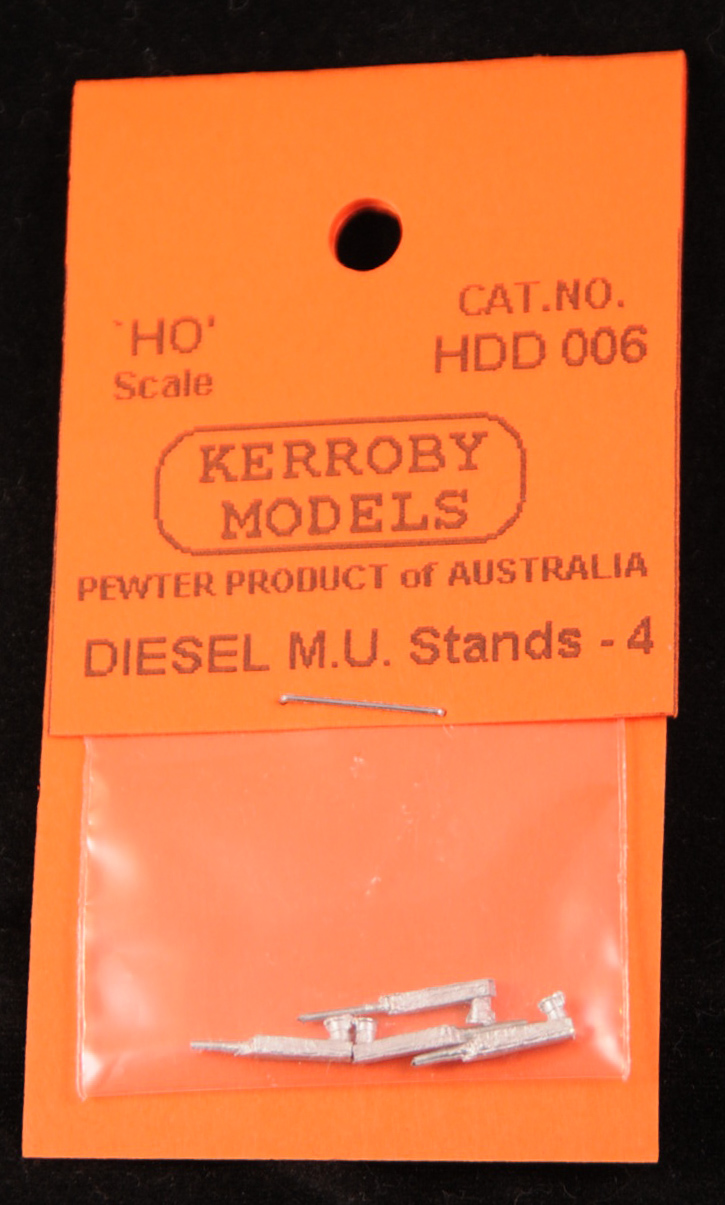 'HO'
Scale
CAT.NO.
HDD 006
KERROBY
MODELS
PEWTER PRODUCT of AUSTRALIA
DIESEL M.U. Stands - 4